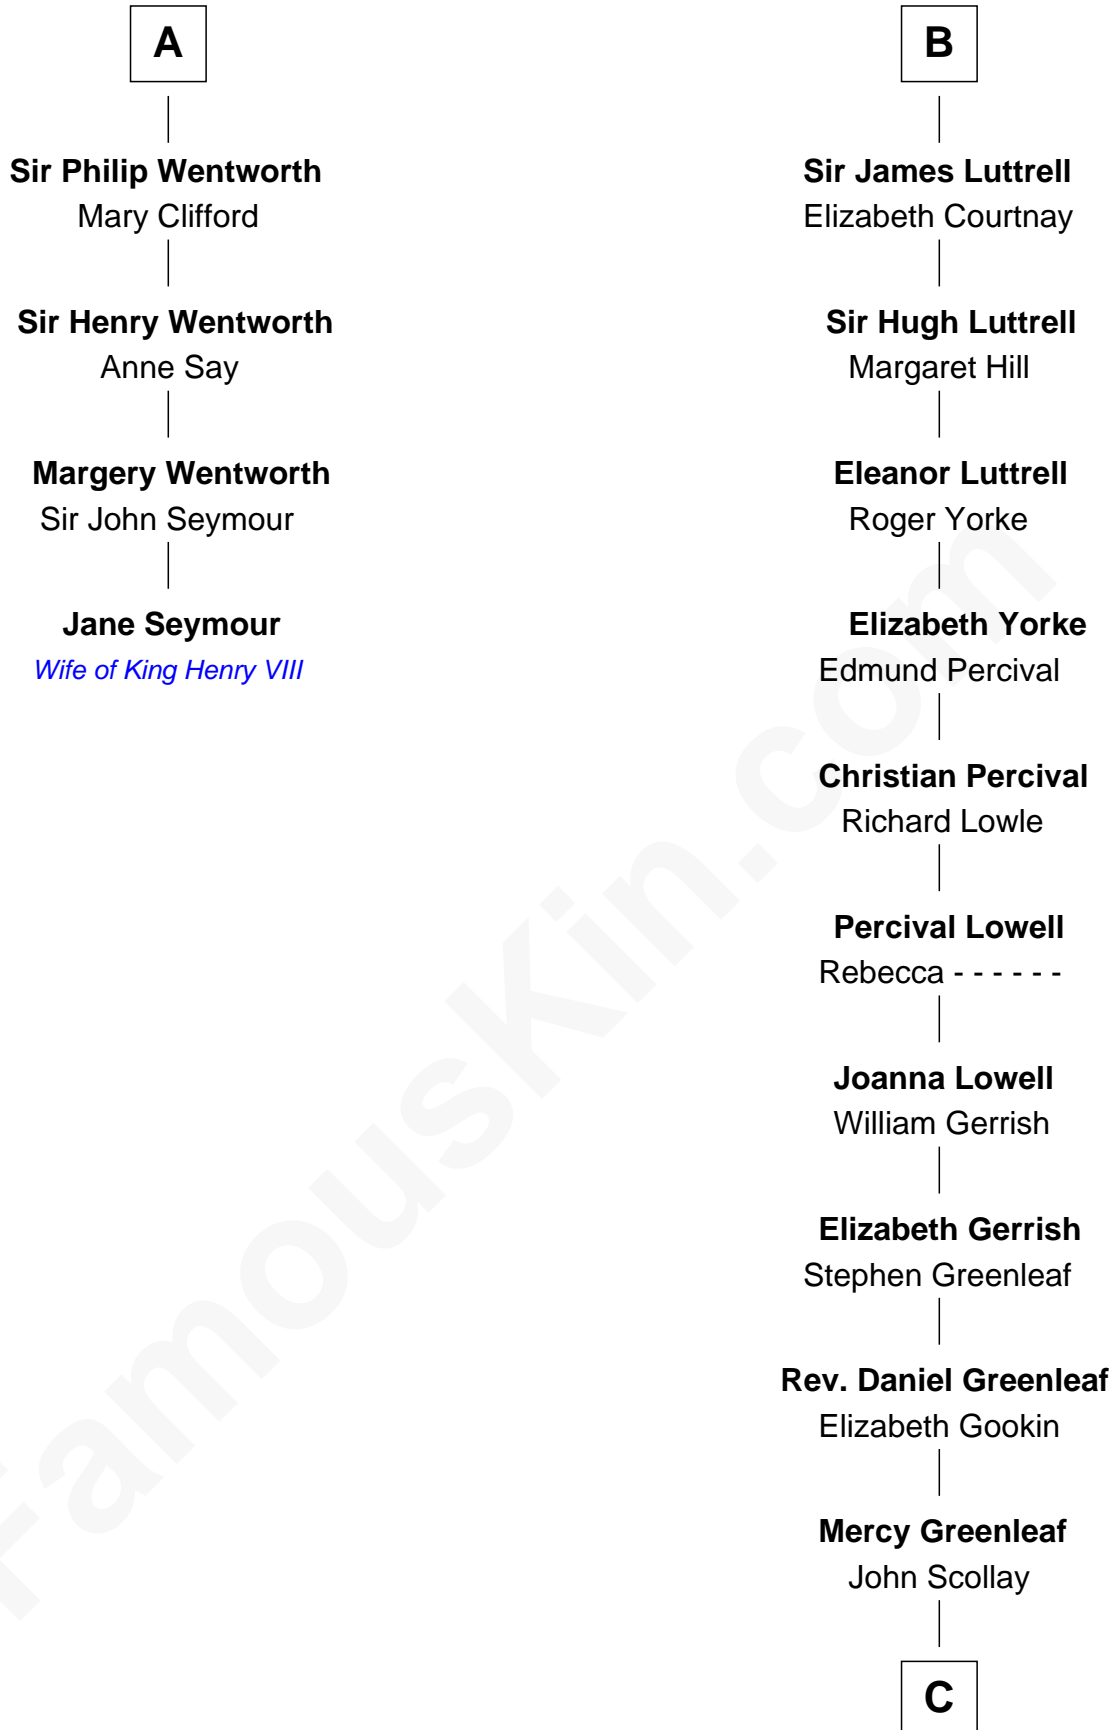 A
Sir Philip Wentworth
Mary Clifford
Sir Henry Wentworth
Anne Say
Margery Wentworth
Sir John Seymour
Jane Seymour
Wife of King Henry VIII
B
Sir James Luttrell
Elizabeth Courtnay
Sir Hugh Luttrell
Margaret Hill
Eleanor Luttrell
Roger Yorke
Elizabeth Yorke
Edmund Percival
Christian Percival
Richard Lowle
Percival Lowell
Rebecca - - - - - -
Joanna Lowell
William Gerrish
Elizabeth Gerrish
Stephen Greenleaf
Rev. Daniel Greenleaf
Elizabeth Gookin
Mercy Greenleaf
John Scollay
C
FamousKin.com